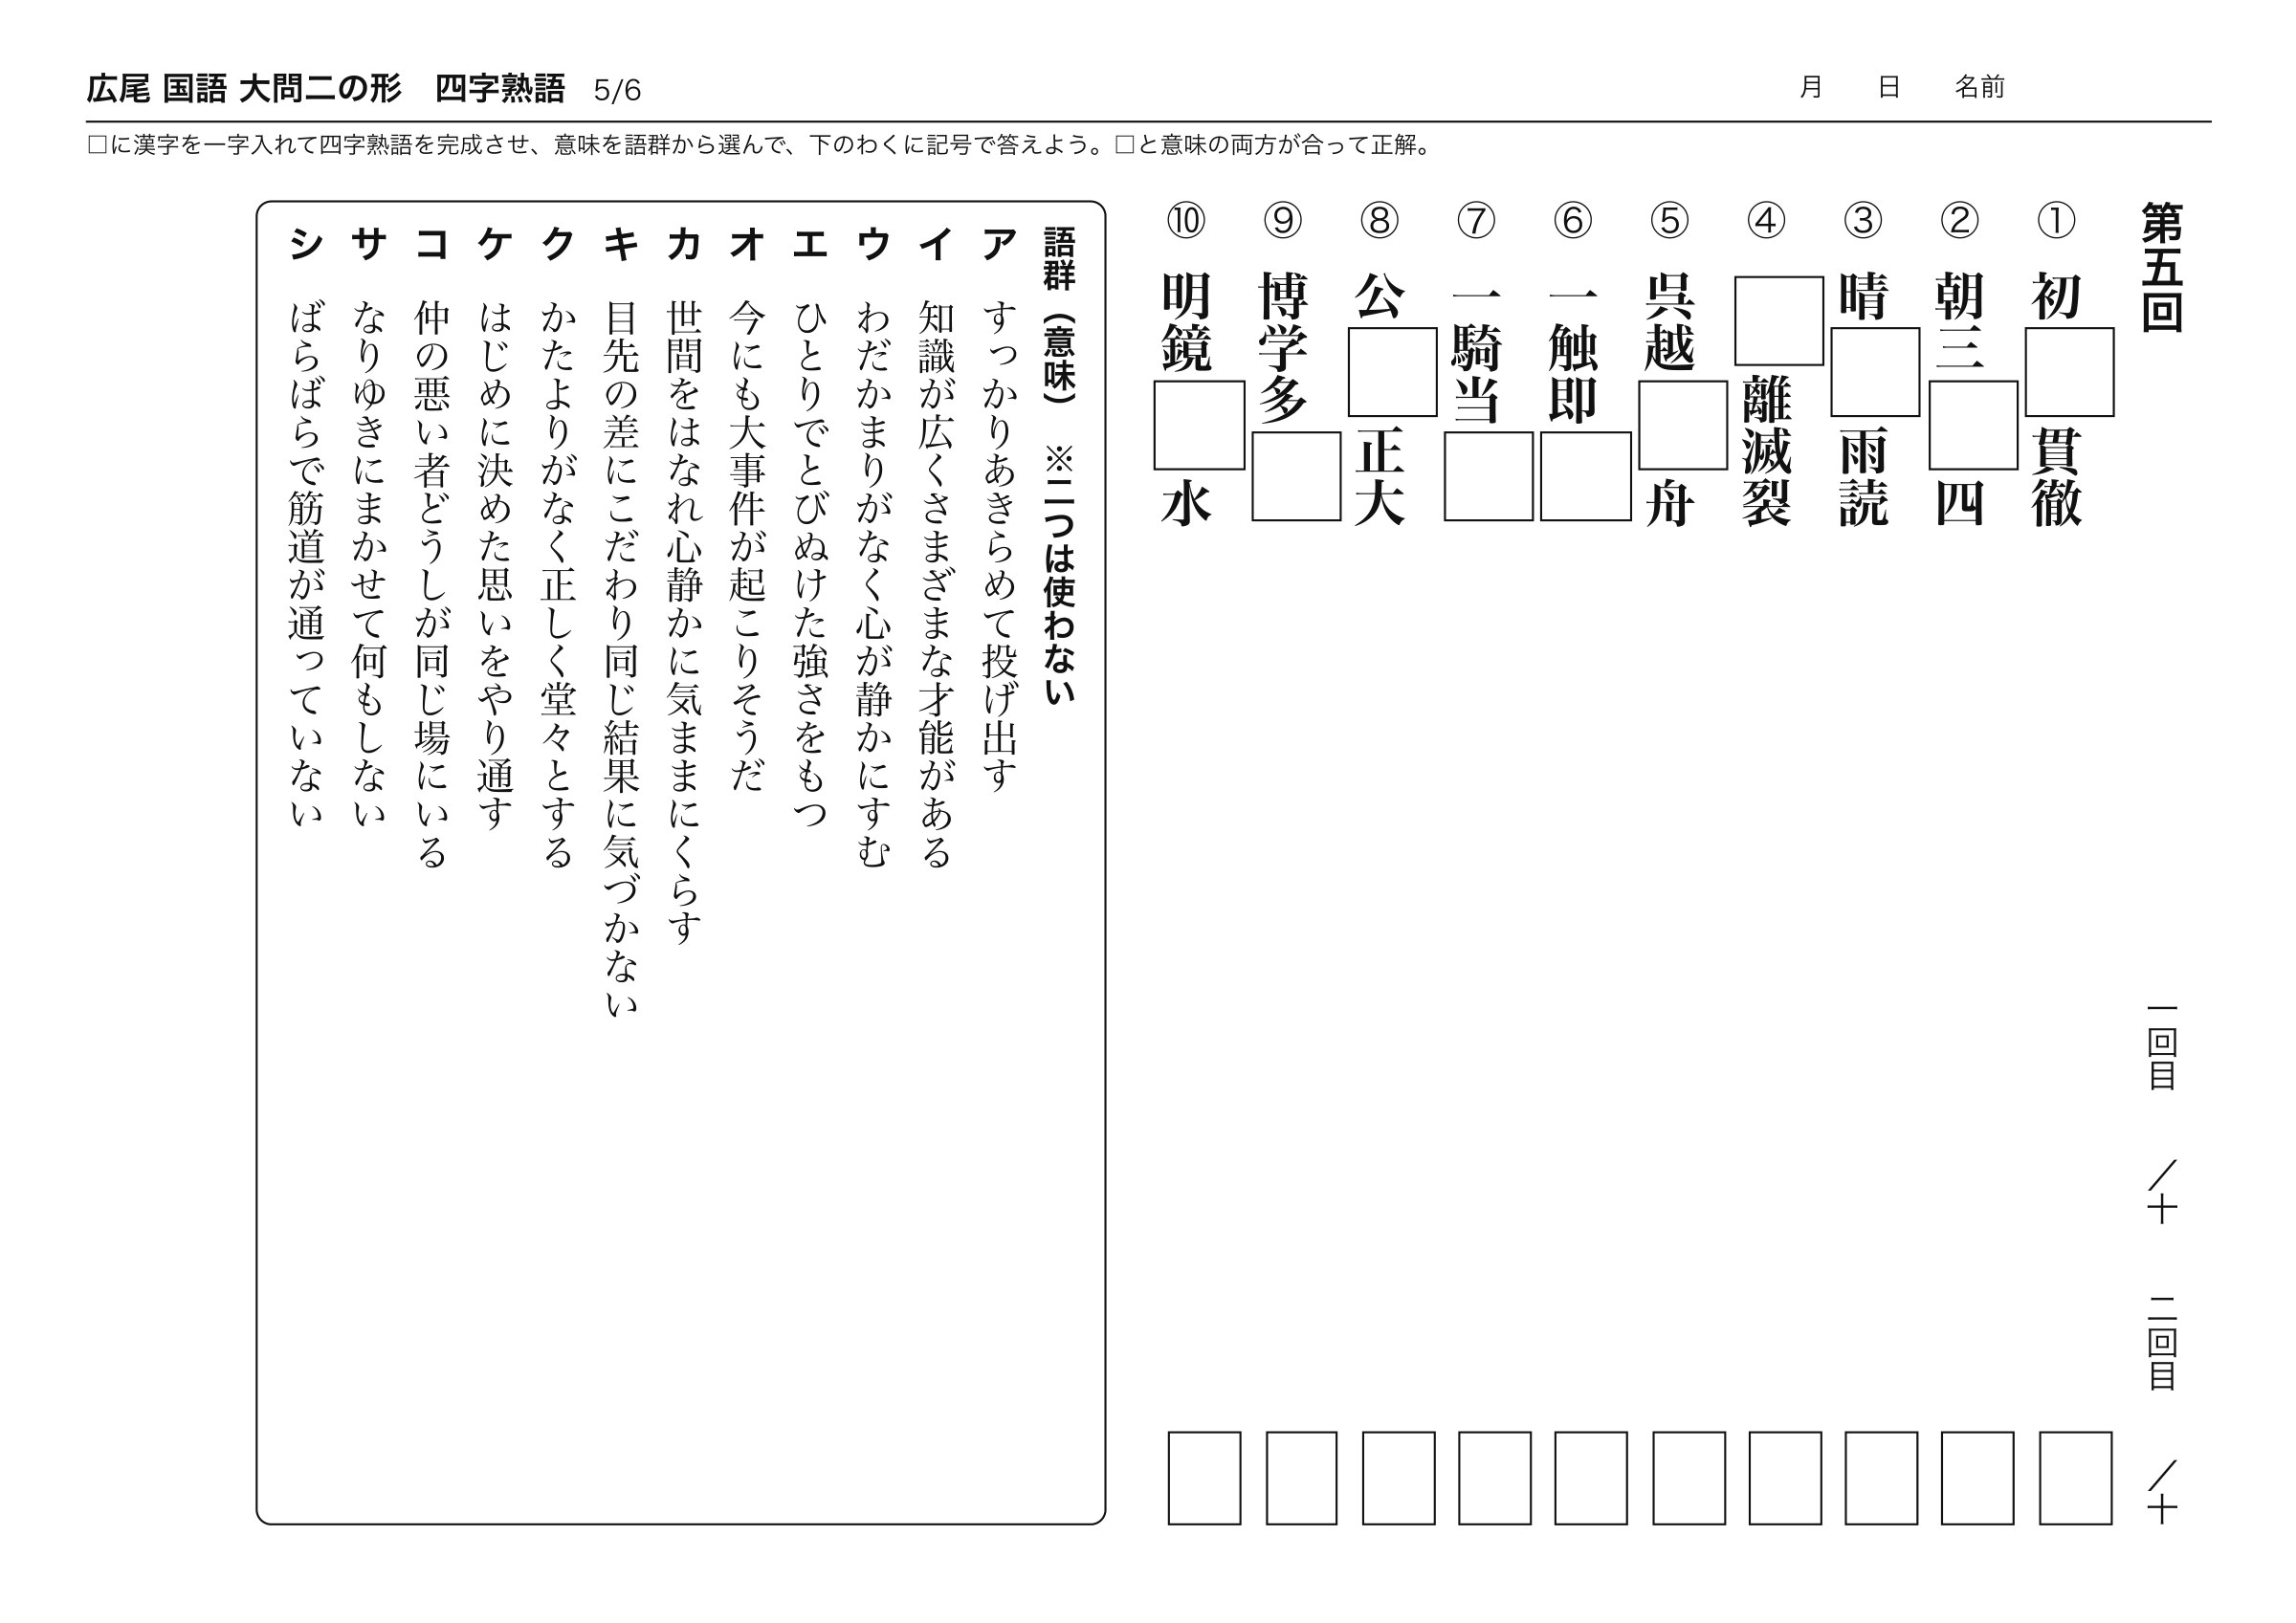 広尾 国語 大問二の形　四字熟語 5/6
月　日　名前
□に漢字を一字入れて四字熟語を完成させ、意味を語群から選んで、下のわくに記号で答えよう。□と意味の両方が合って正解。
第五回　一回目　／十　二回目　／十
① 初□貫徹
② 朝三□四
③ 晴□雨読
④ □離滅裂
⑤ 呉越□舟
⑥ 一触即□
⑦ 一騎当□
⑧ 公□正大
⑨ 博学多□
⑩ 明鏡□水
語群（意味）　※二つは使わない
ア　すっかりあきらめて投げ出す
イ　知識が広くさまざまな才能がある
ウ　わだかまりがなく心が静かにすむ
エ　ひとりでとびぬけた強さをもつ
オ　今にも大事件が起こりそうだ
カ　世間をはなれ心静かに気ままにくらす
キ　目先の差にこだわり同じ結果に気づかない
ク　かたよりがなく正しく堂々とする
ケ　はじめに決めた思いをやり通す
コ　仲の悪い者どうしが同じ場にいる
サ　なりゆきにまかせて何もしない
シ　ばらばらで筋道が通っていない